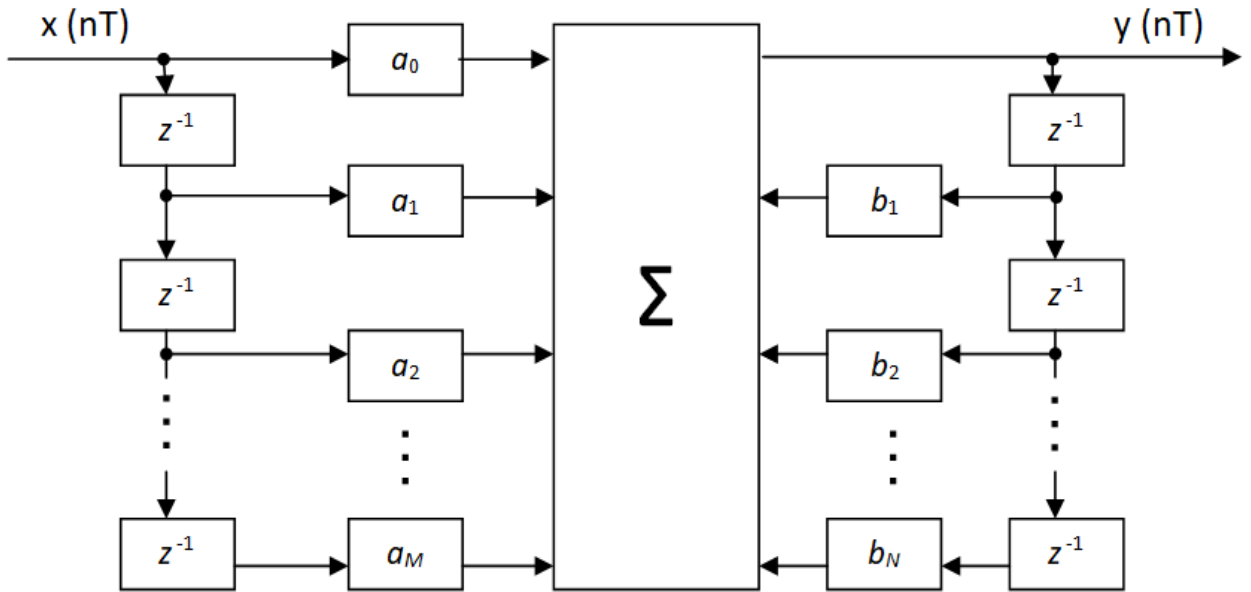 x (nT) y (nT)
a0
z -1 z -1
a1 b1
z -1 Σ z -1
a2 b2
z -1 aM bN z -1